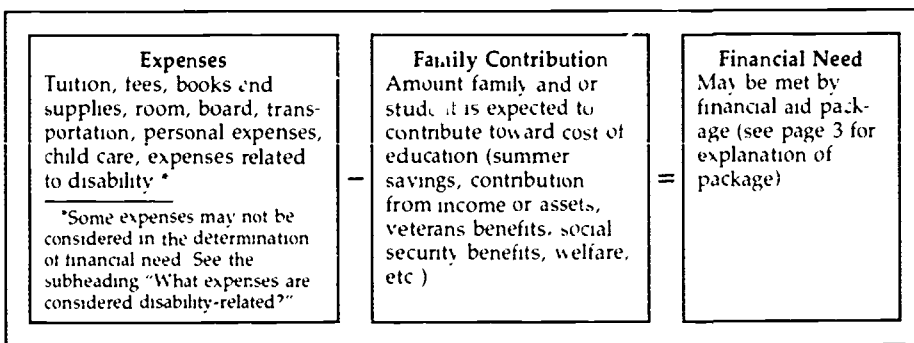 Expenses
Tuition, fees, books and
supplies, room, board, trans-
portation, personal expenses,
child care, expenses related
to disability *
*Some expenses may not be
considered in the determination
of financial need See the
subheading "What expenses are
considered disability-related?"
−
Family Contribution
Amount family and or
student is expected to
contribute toward cost of
education (summer
savings, contribution
from income or assets,
veterans benefits, social
security benefits, welfare,
etc )
=
Financial Need
May be met by
financial aid pack-
age (see page 3 for
explanation of
package)